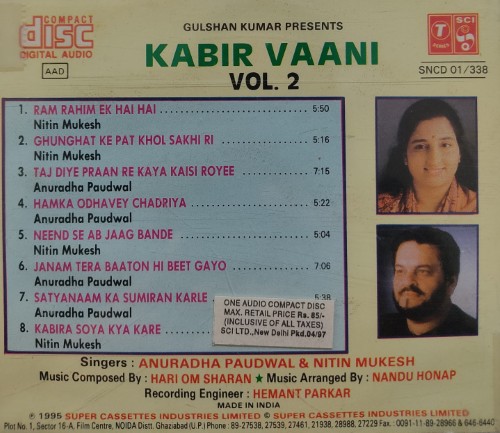 GULSHAN KUMAR PRESENTS
COMPACT
disc
DIGITAL AUDIO
AAD
KABIR VAANI
VOL. 2
T
SCI
SNCD 01/338
1. RAM RAHIM EK HAI HAI 5:50
Nitin Mukesh
2. GHUNGHAT KE PAT KHOL SAKHI RI 5:16
Nitin Mukesh
3. TAJ DIYE PRAAN RE KAYA KAISI ROYEE 7:15
Anuradha Paudwal
4. HAMKA ODHAVEY CHADRIYA 5:22
Anuradha Paudwal
5. NEEND SE AB JAAG BANDE 5:04
Nitin Mukesh
6. JANAM TERA BAATON HI BEET GAYO 7:06
Anuradha Paudwal
7. SATYANAAM KA SUMIRAN KARLE 5:38
Anuradha Paudwal
8. KABIRA SOYA KYA KARE
Nitin Mukesh
ONE AUDIO COMPACT DISC
MAX. RETAIL PRICE Rs. 85/-
(INCLUSIVE OF ALL TAXES)
SCI LTD., New Delhi Pkd.04/97
Singers : ANURADHA PAUDWAL & NITIN MUKESH
Music Composed By : HARI OM SHARAN ★ Music Arranged By : NANDU HONAP
Recording Engineer : HEMANT PARKAR
MADE IN INDIA
℗ 1995 SUPER CASSETTES INDUSTRIES LIMITED © SUPER CASSETTES INDUSTRIES LIMITED
Plot No. 1, Sector 16-A, Film Centre, NOIDA Distt. Ghaziabad (U.P.) Phone : 89-27538, 27539, 27461, 21938, 28988, 27229 Fax : 0091-11-89-28966 & 646-6440